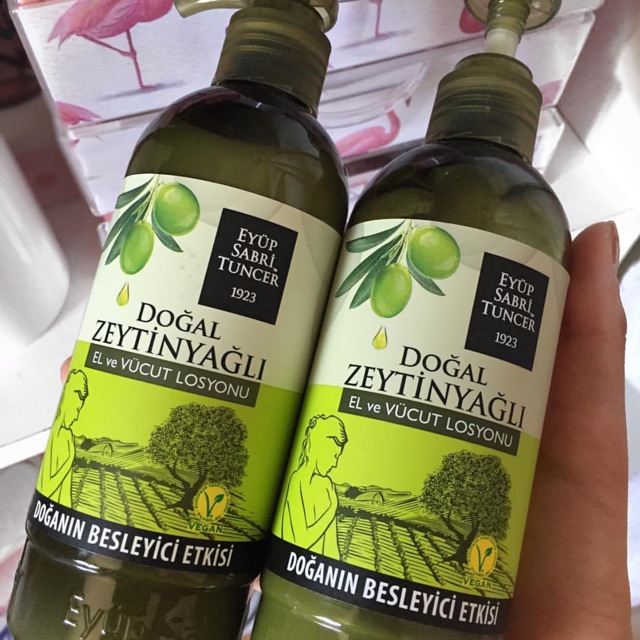 EYÜP
SABRİ
TUNCER
1923
DOĞAL
ZEYTİNYAĞLI
EL ve VÜCUT LOSYONU
VEGAN
DOĞANIN BESLEYİCİ ETKİSİ
Eyüp
EYÜP
SABRİ
TUNCER
1923
DOĞAL
ZEYTİNYAĞLI
EL ve VÜCUT LOSYONU
VEGAN
DOĞANIN BESLEYİCİ ETKİSİ